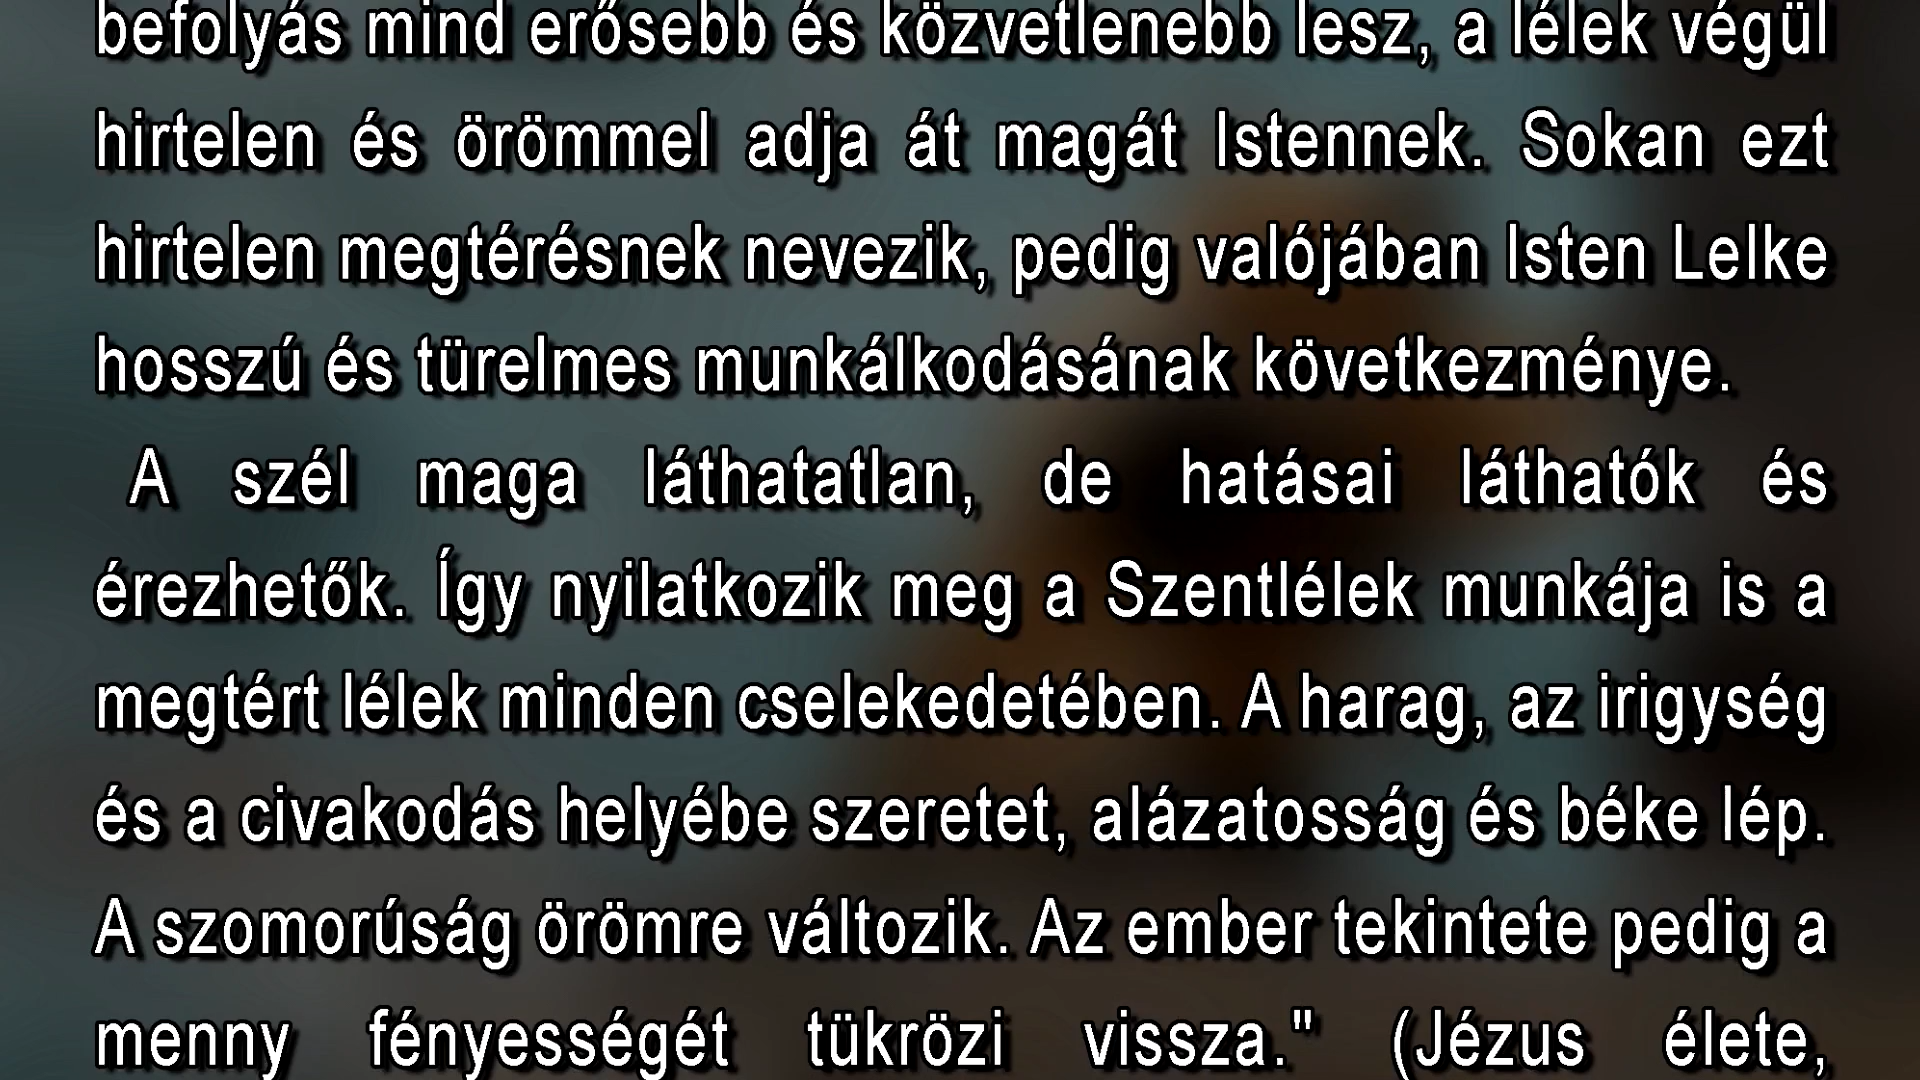 befolyás mind erősebb és közvetlenebb lesz, a lélek végül
hirtelen és örömmel adja át magát Istennek. Sokan ezt
hirtelen megtérésnek nevezik, pedig valójában Isten Lelke
hosszú és türelmes munkálkodásának következménye.
A szél maga láthatatlan, de hatásai láthatók és
érezhetők. Így nyilatkozik meg a Szentlélek munkája is a
megtért lélek minden cselekedetében. A harag, az irigység
és a civakodás helyébe szeretet, alázatosság és béke lép.
A szomorúság örömre változik. Az ember tekintete pedig a
menny fényességét tükrözi vissza." (Jézus élete,